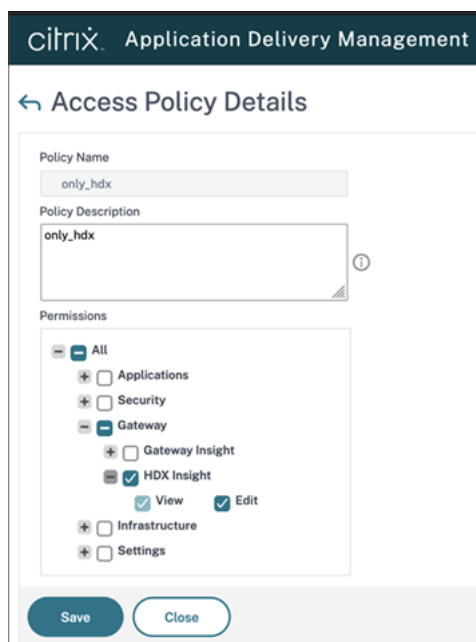 citrix. Application Delivery Management
Access Policy Details
Policy Name
only_hdx
Policy Description
only_hdx
Permissions
All
Applications
Security
Gateway
Gateway Insight
HDX Insight
View Edit
Infrastructure
Settings
Save Close